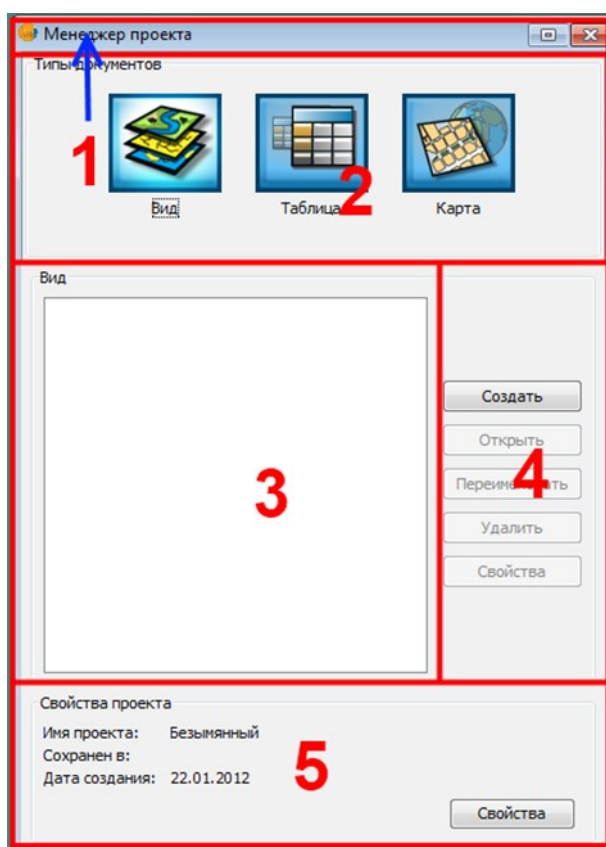 Менеджер проекта
Типы документов
1
2
Вид Таблица Карта
Вид
3
Создать
Открыть
4
Переименовать
Удалить
Свойства
Свойства проекта
Имя проекта: Безымянный
Сохранен в:
5
Дата создания: 22.01.2012
Свойства